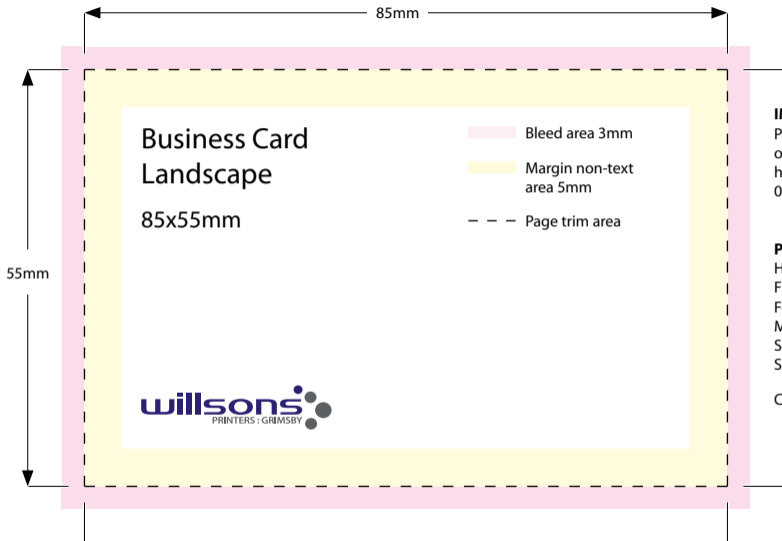 85mm
Business Card
Landscape
85x55mm
Bleed area 3mm
Margin non-text
area 5mm
Page trim area
55mm
willsons
PRINTERS : GRIMSBY